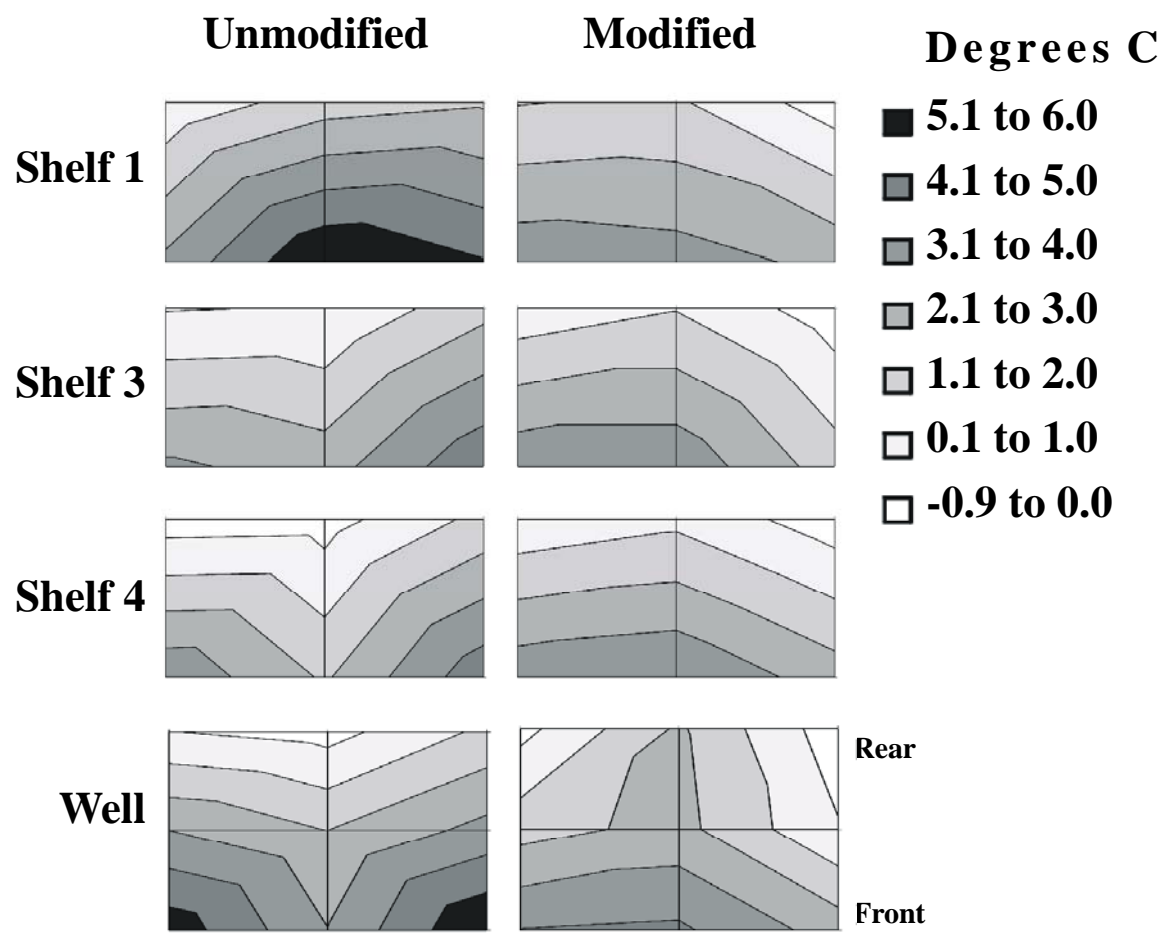 Unmodified
Modified
Degrees C
5.1 to 6.0
4.1 to 5.0
3.1 to 4.0
2.1 to 3.0
1.1 to 2.0
0.1 to 1.0
-0.9 to 0.0
Shelf 1
Shelf 3
Shelf 4
Well
Rear
Front